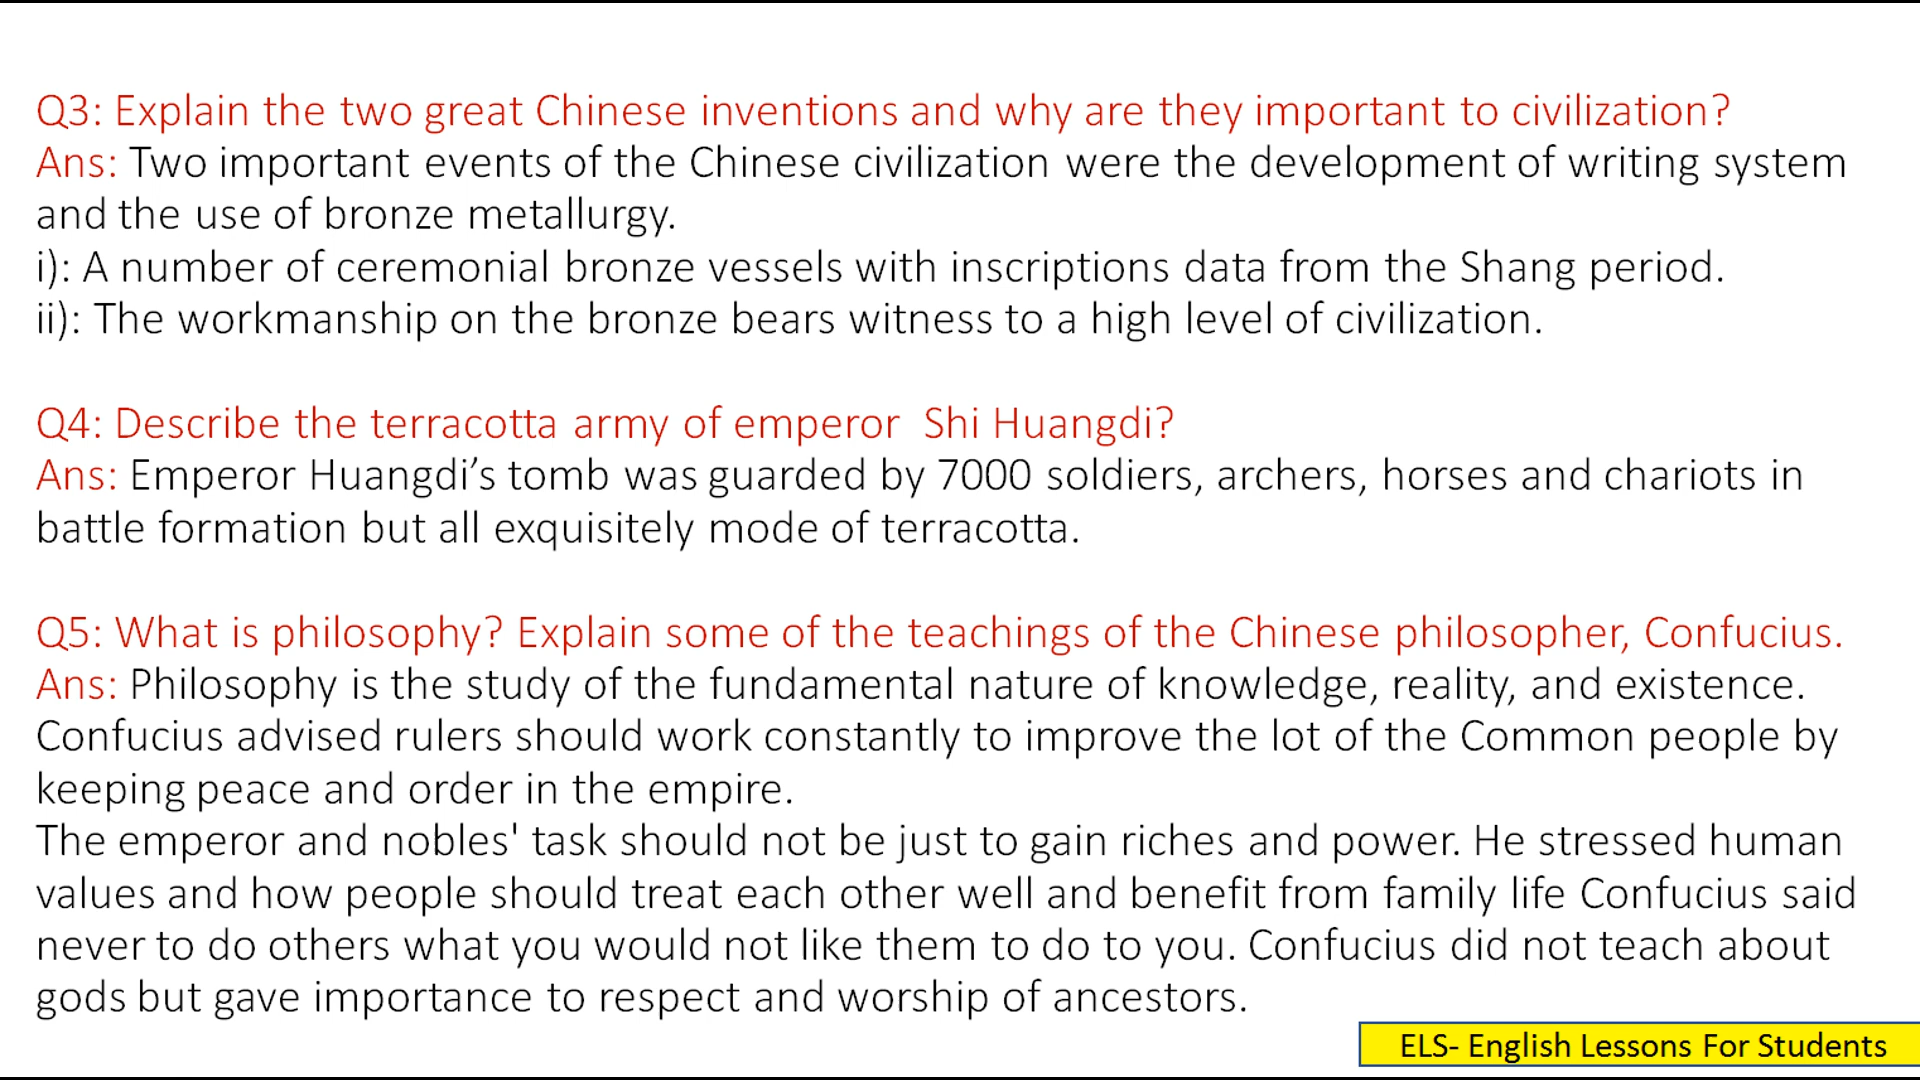 Q3: Explain the two great Chinese inventions and why are they important to civilization?
Ans: Two important events of the Chinese civilization were the development of writing system
and the use of bronze metallurgy.
i): A number of ceremonial bronze vessels with inscriptions data from the Shang period.
ii): The workmanship on the bronze bears witness to a high level of civilization.
Q4: Describe the terracotta army of emperor  Shi Huangdi?
Ans: Emperor Huangdi’s tomb was guarded by 7000 soldiers, archers, horses and chariots in
battle formation but all exquisitely mode of terracotta.
Q5: What is philosophy? Explain some of the teachings of the Chinese philosopher, Confucius.
Ans: Philosophy is the study of the fundamental nature of knowledge, reality, and existence.
Confucius advised rulers should work constantly to improve the lot of the Common people by
keeping peace and order in the empire.
The emperor and nobles' task should not be just to gain riches and power. He stressed human
values and how people should treat each other well and benefit from family life Confucius said
never to do others what you would not like them to do to you. Confucius did not teach about
gods but gave importance to respect and worship of ancestors.
ELS- English Lessons For Students